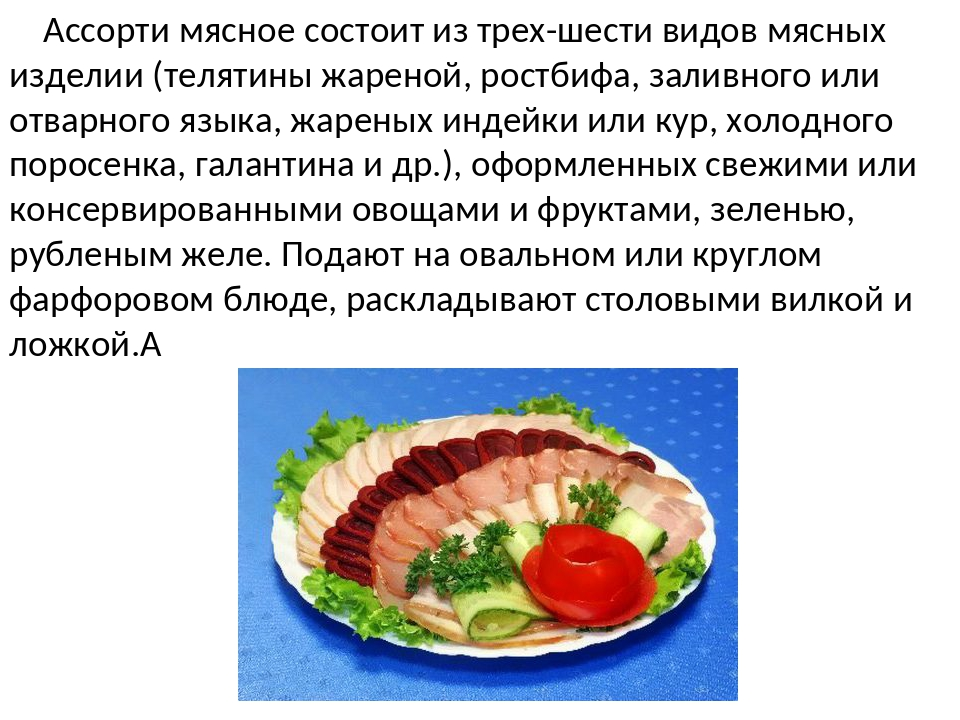 Ассорти мясное состоит из трех-шести видов мясных
изделии (телятины жареной, ростбифа, заливного или
отварного языка, жареных индейки или кур, холодного
поросенка, галантина и др.), оформленных свежими или
консервированными овощами и фруктами, зеленью,
рубленым желе. Подают на овальном или круглом
фарфоровом блюде, раскладывают столовыми вилкой и
ложкой.А